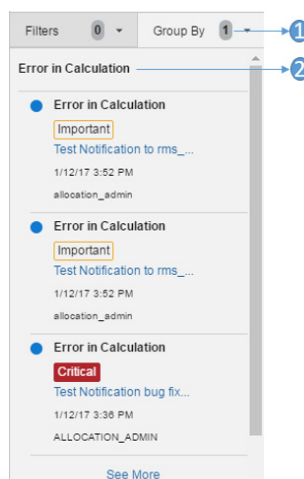 Filters 0 Group By 1 1
Error in Calculation 2
Error in Calculation
Important
Test Notification to rms_...
1/12/17 3:52 PM
allocation_admin
Error in Calculation
Important
Test Notification to rms_...
1/12/17 3:52 PM
allocation_admin
Error in Calculation
Critical
Test Notification bug fix...
1/12/17 3:36 PM
ALLOCATION_ADMIN
See More